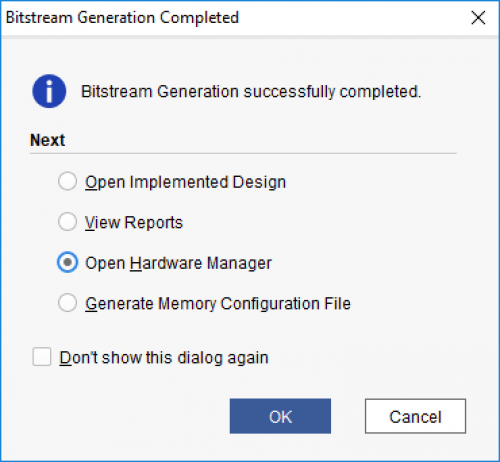 Bitstream Generation Completed
Bitstream Generation successfully completed.
Next
Open Implemented Design
View Reports
Open Hardware Manager
Generate Memory Configuration File
Don't show this dialog again
OK
Cancel